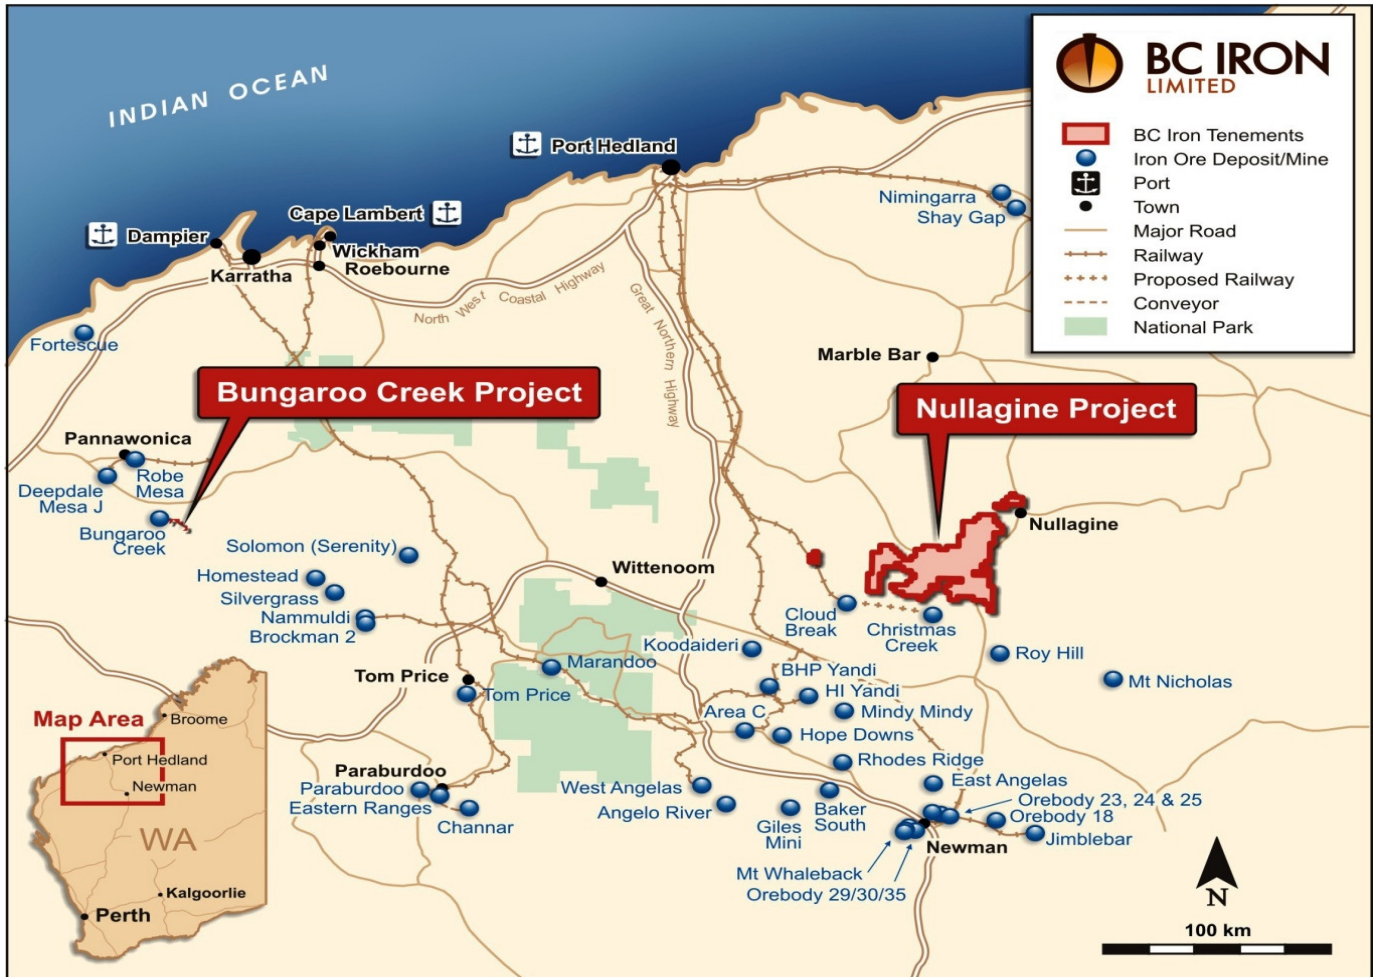 INDIAN OCEAN
BC IRON
LIMITED
BC Iron Tenements
Iron Ore Deposit/Mine
Port
Town
Major Road
Railway
Proposed Railway
Conveyor
National Park
Port Hedland
Nimingarra
Shay Gap
Cape Lambert
Dampier
Wickham
Karratha
Roebourne
North West Coastal Highway
Great Northern Highway
Fortescue
Marble Bar
Bungaroo Creek Project
Nullagine Project
Pannawonica
Robe
Mesa
Deepdale
Mesa J
Bungaroo
Creek
Nullagine
Solomon (Serenity)
Homestead
Silvergrass
Nammuldi
Brockman 2
Wittenoom
Cloud
Break
Christmas
Creek
Koodaideri
Roy Hill
Marandoo
BHP Yandi
Mt Nicholas
Tom Price
Tom Price
HI Yandi
Area C
Mindy Mindy
Hope Downs
Rhodes Ridge
Paraburdoo
Paraburdoo
Eastern Ranges
Channar
West Angelas
Angelo River
East Angelas
Giles
Mini
Baker
South
Orebody 23, 24 & 25
Orebody 18
Jimblebar
Newman
Mt Whaleback
Orebody 29/30/35
Map Area
Broome
Port Hedland
Newman
WA
Kalgoorlie
Perth
N
100 km